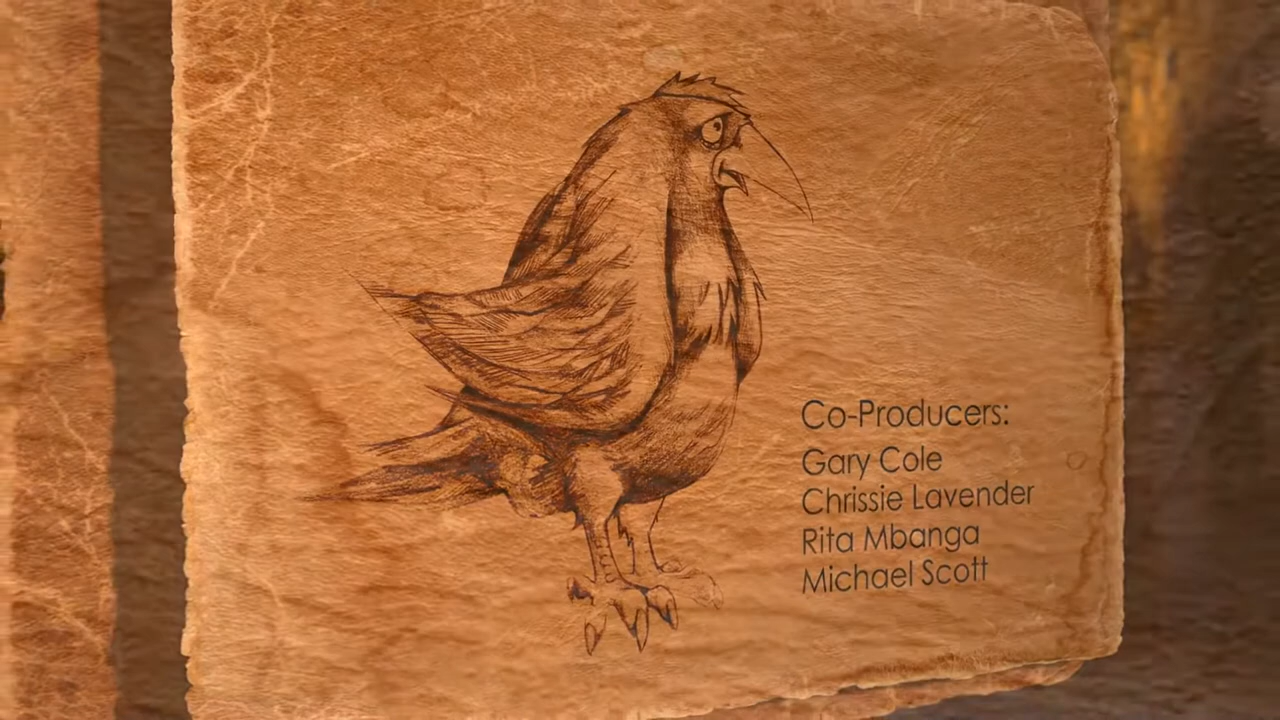 Co-Producers:
Gary Cole
Chrissie Lavender
Rita Mbanga
Michael Scott